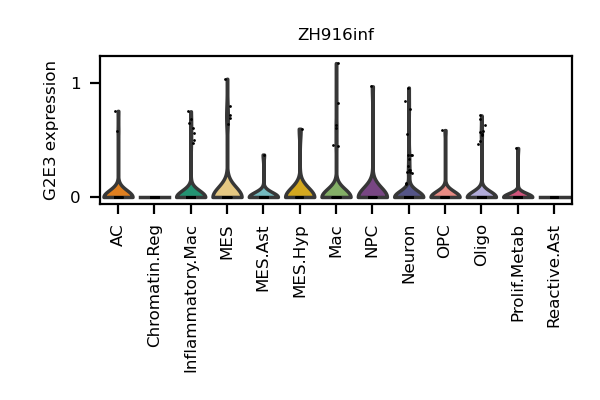 ZH916inf
G2E3 expression
1
0
AC
Chromatin.Reg
Inflammatory.Mac
MES
MES.Ast
MES.Hyp
Mac
NPC
Neuron
OPC
Oligo
Prolif.Metab
Reactive.Ast